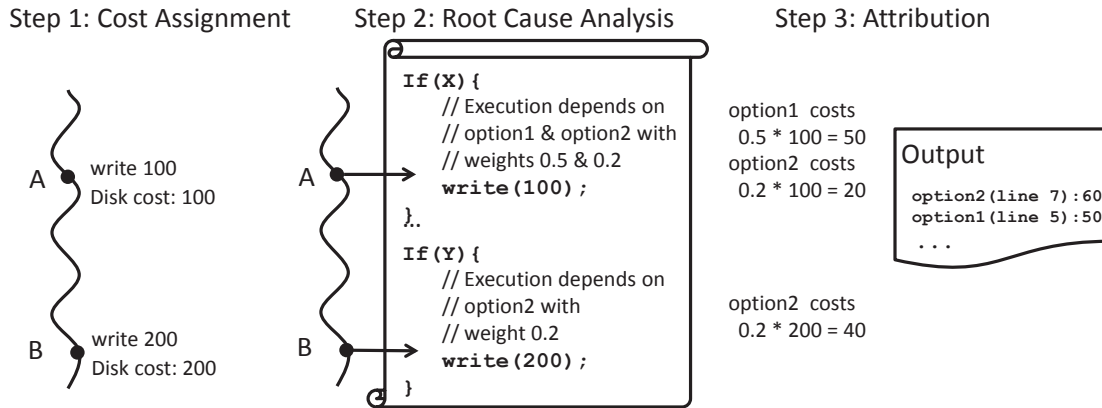 Step 1: Cost Assignment
Step 2: Root Cause Analysis
Step 3: Attribution
A
write 100
Disk cost: 100
B
write 200
Disk cost: 200
A
B
If(X){
// Execution depends on
// option1 & option2 with
// weights 0.5 & 0.2
write(100);
}
...
If(Y){
// Execution depends on
// option2 with
// weight 0.2
write(200);
}
option1 costs
0.5 * 100 = 50
option2 costs
0.2 * 100 = 20
option2 costs
0.2 * 200 = 40
Output
option2(line 7):60
option1(line 5):50
...